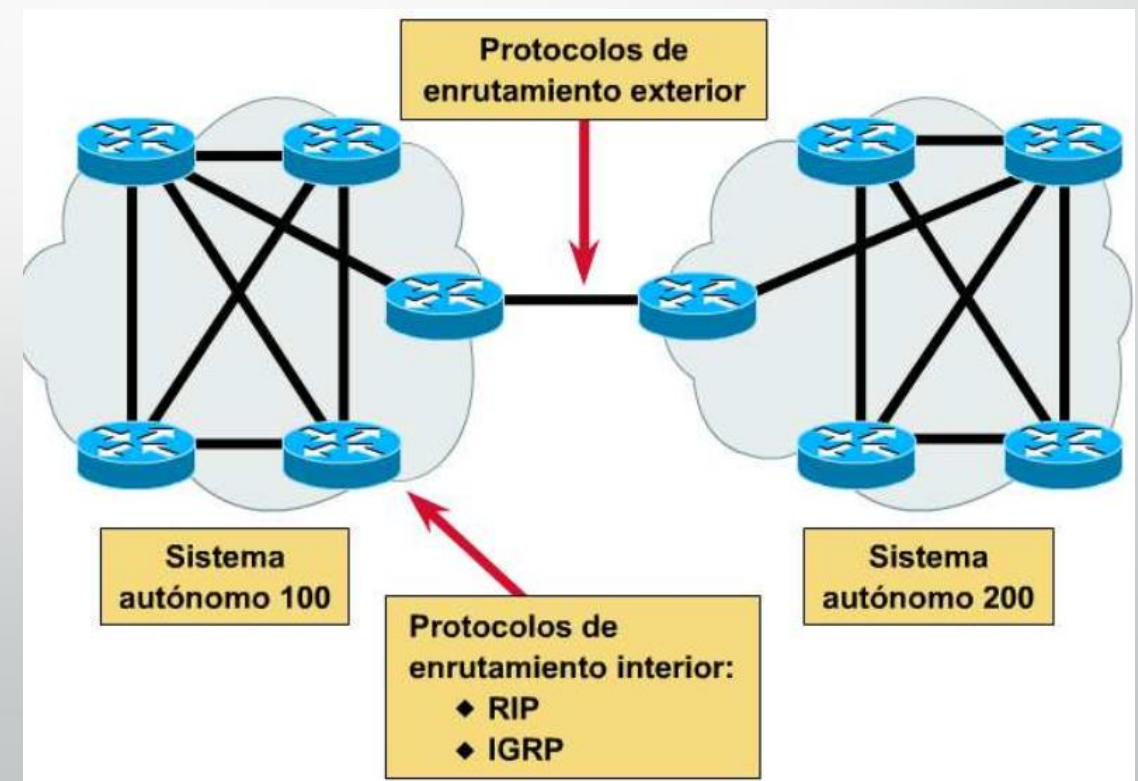 Protocolos de
enrutamiento exterior
Sistema
autónomo 100
Sistema
autónomo 200
Protocolos de
enrutamiento interior:
◆ RIP
◆ IGRP